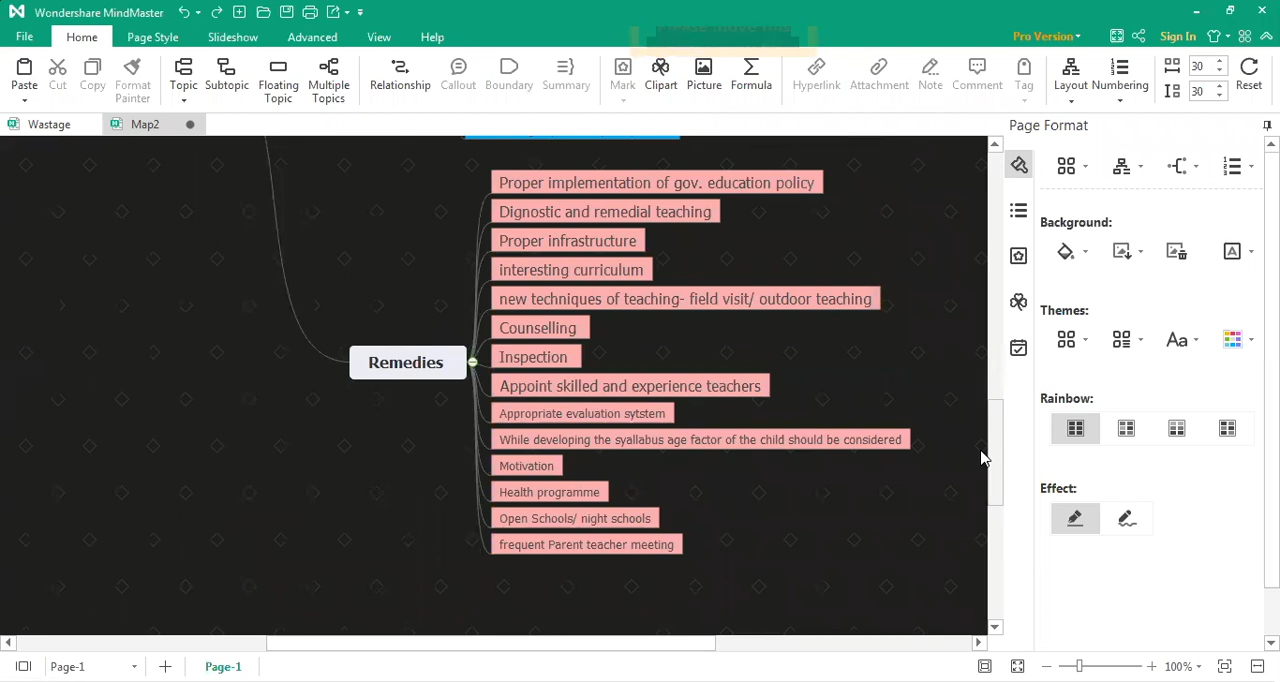 Wondershare MindMaster
File Home Page Style Slideshow Advanced View Help Pro Version Sign In
Paste Cut Copy Format Painter Topic Subtopic Floating Topic Multiple Topics Relationship Callout Boundary Summary Mark Clipart Picture Formula Hyperlink Attachment Note Comment Tag Layout Numbering 30 30 Reset
Wastage Map2
Page Format
Background:
Themes:
Aa
Rainbow:
Effect:
Remedies
Proper implementation of gov. education policy
Dignostic and remedial teaching
Proper infrastructure
interesting curriculum
new techniques of teaching- field visit/ outdoor teaching
Counselling
Inspection
Appoint skilled and experience teachers
Appropriate evaluation sytstem
While developing the syallabus age factor of the child should be considered
Motivation
Health programme
Open Schools/ night schools
frequent Parent teacher meeting
Page-1 Page-1 100%